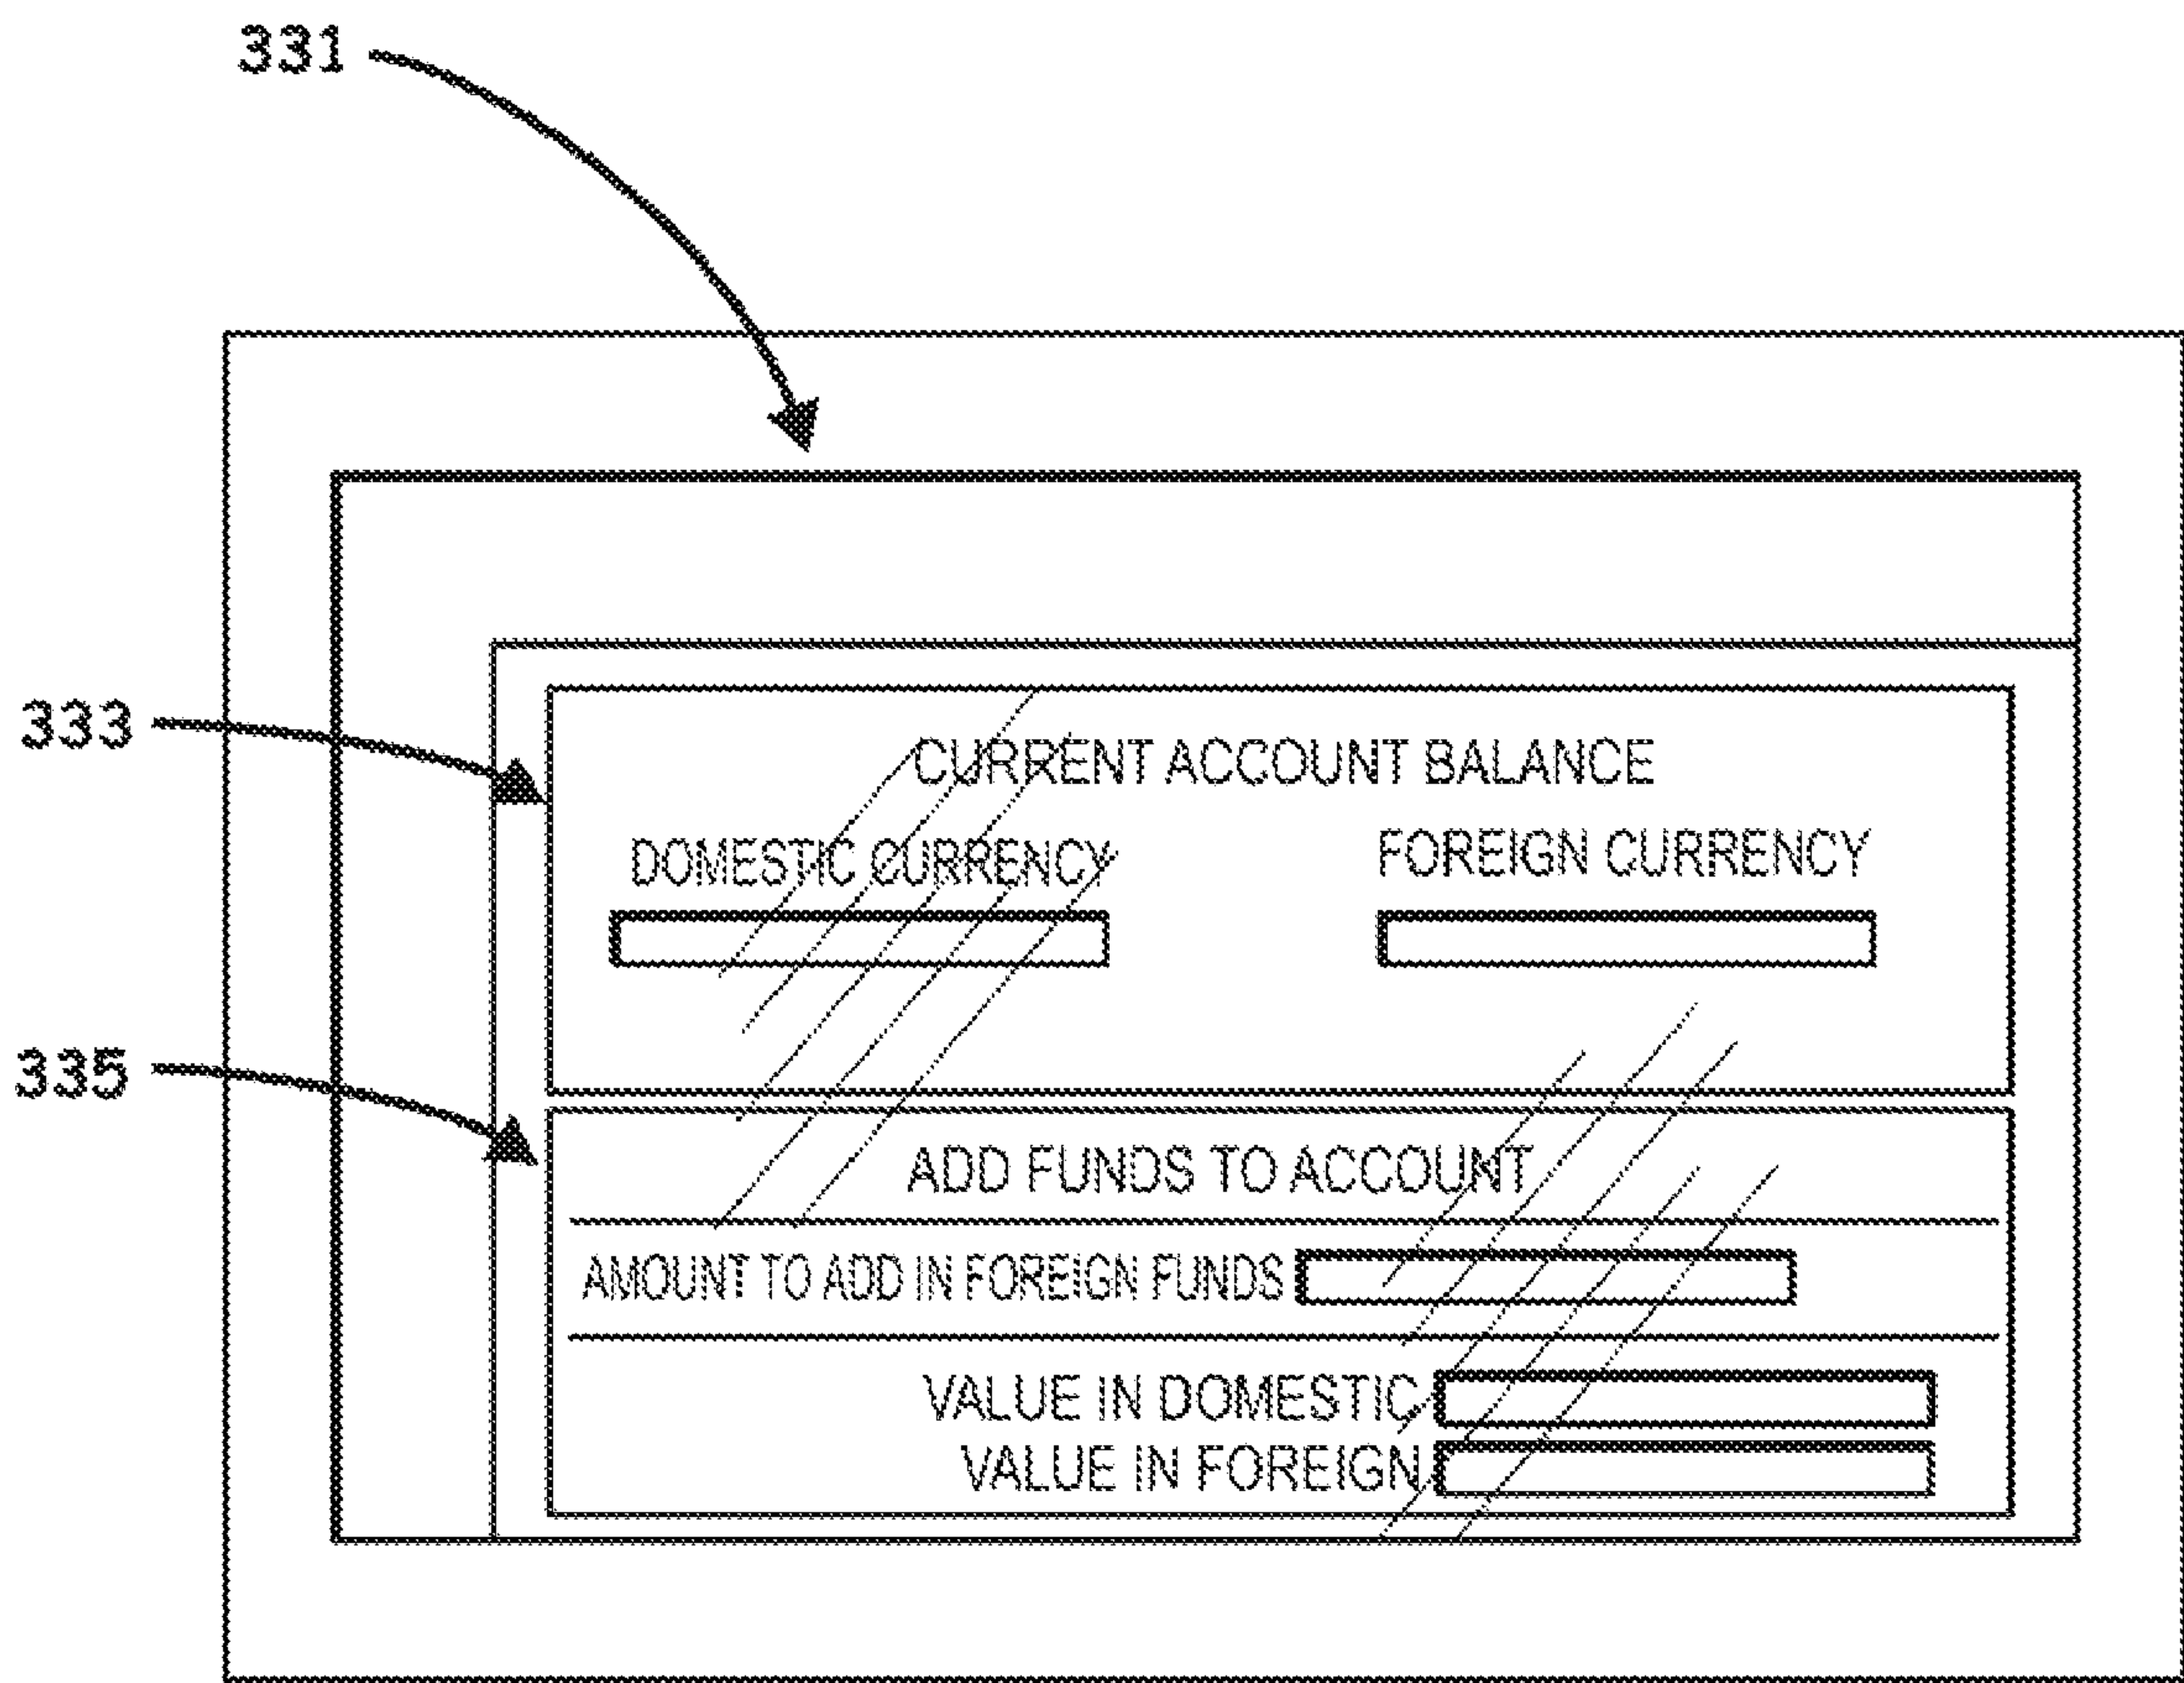 331
333
CURRENT ACCOUNT BALANCE
DOMESTIC CURRENCY FOREIGN CURRENCY
335
ADD FUNDS TO ACCOUNT
AMOUNT TO ADD IN FOREIGN FUNDS
VALUE IN DOMESTIC
VALUE IN FOREIGN